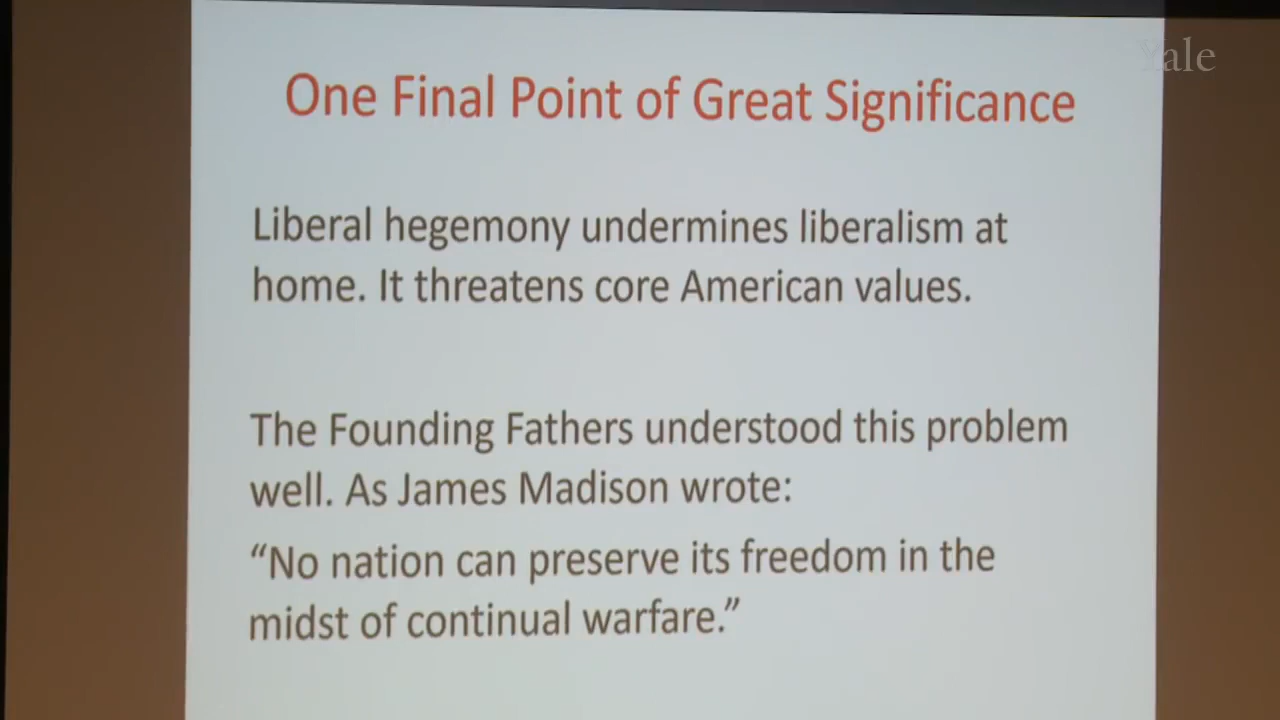 Yale
One Final Point of Great Significance
Liberal hegemony undermines liberalism at
home. It threatens core American values.
The Founding Fathers understood this problem
well. As James Madison wrote:
“No nation can preserve its freedom in the
midst of continual warfare.”